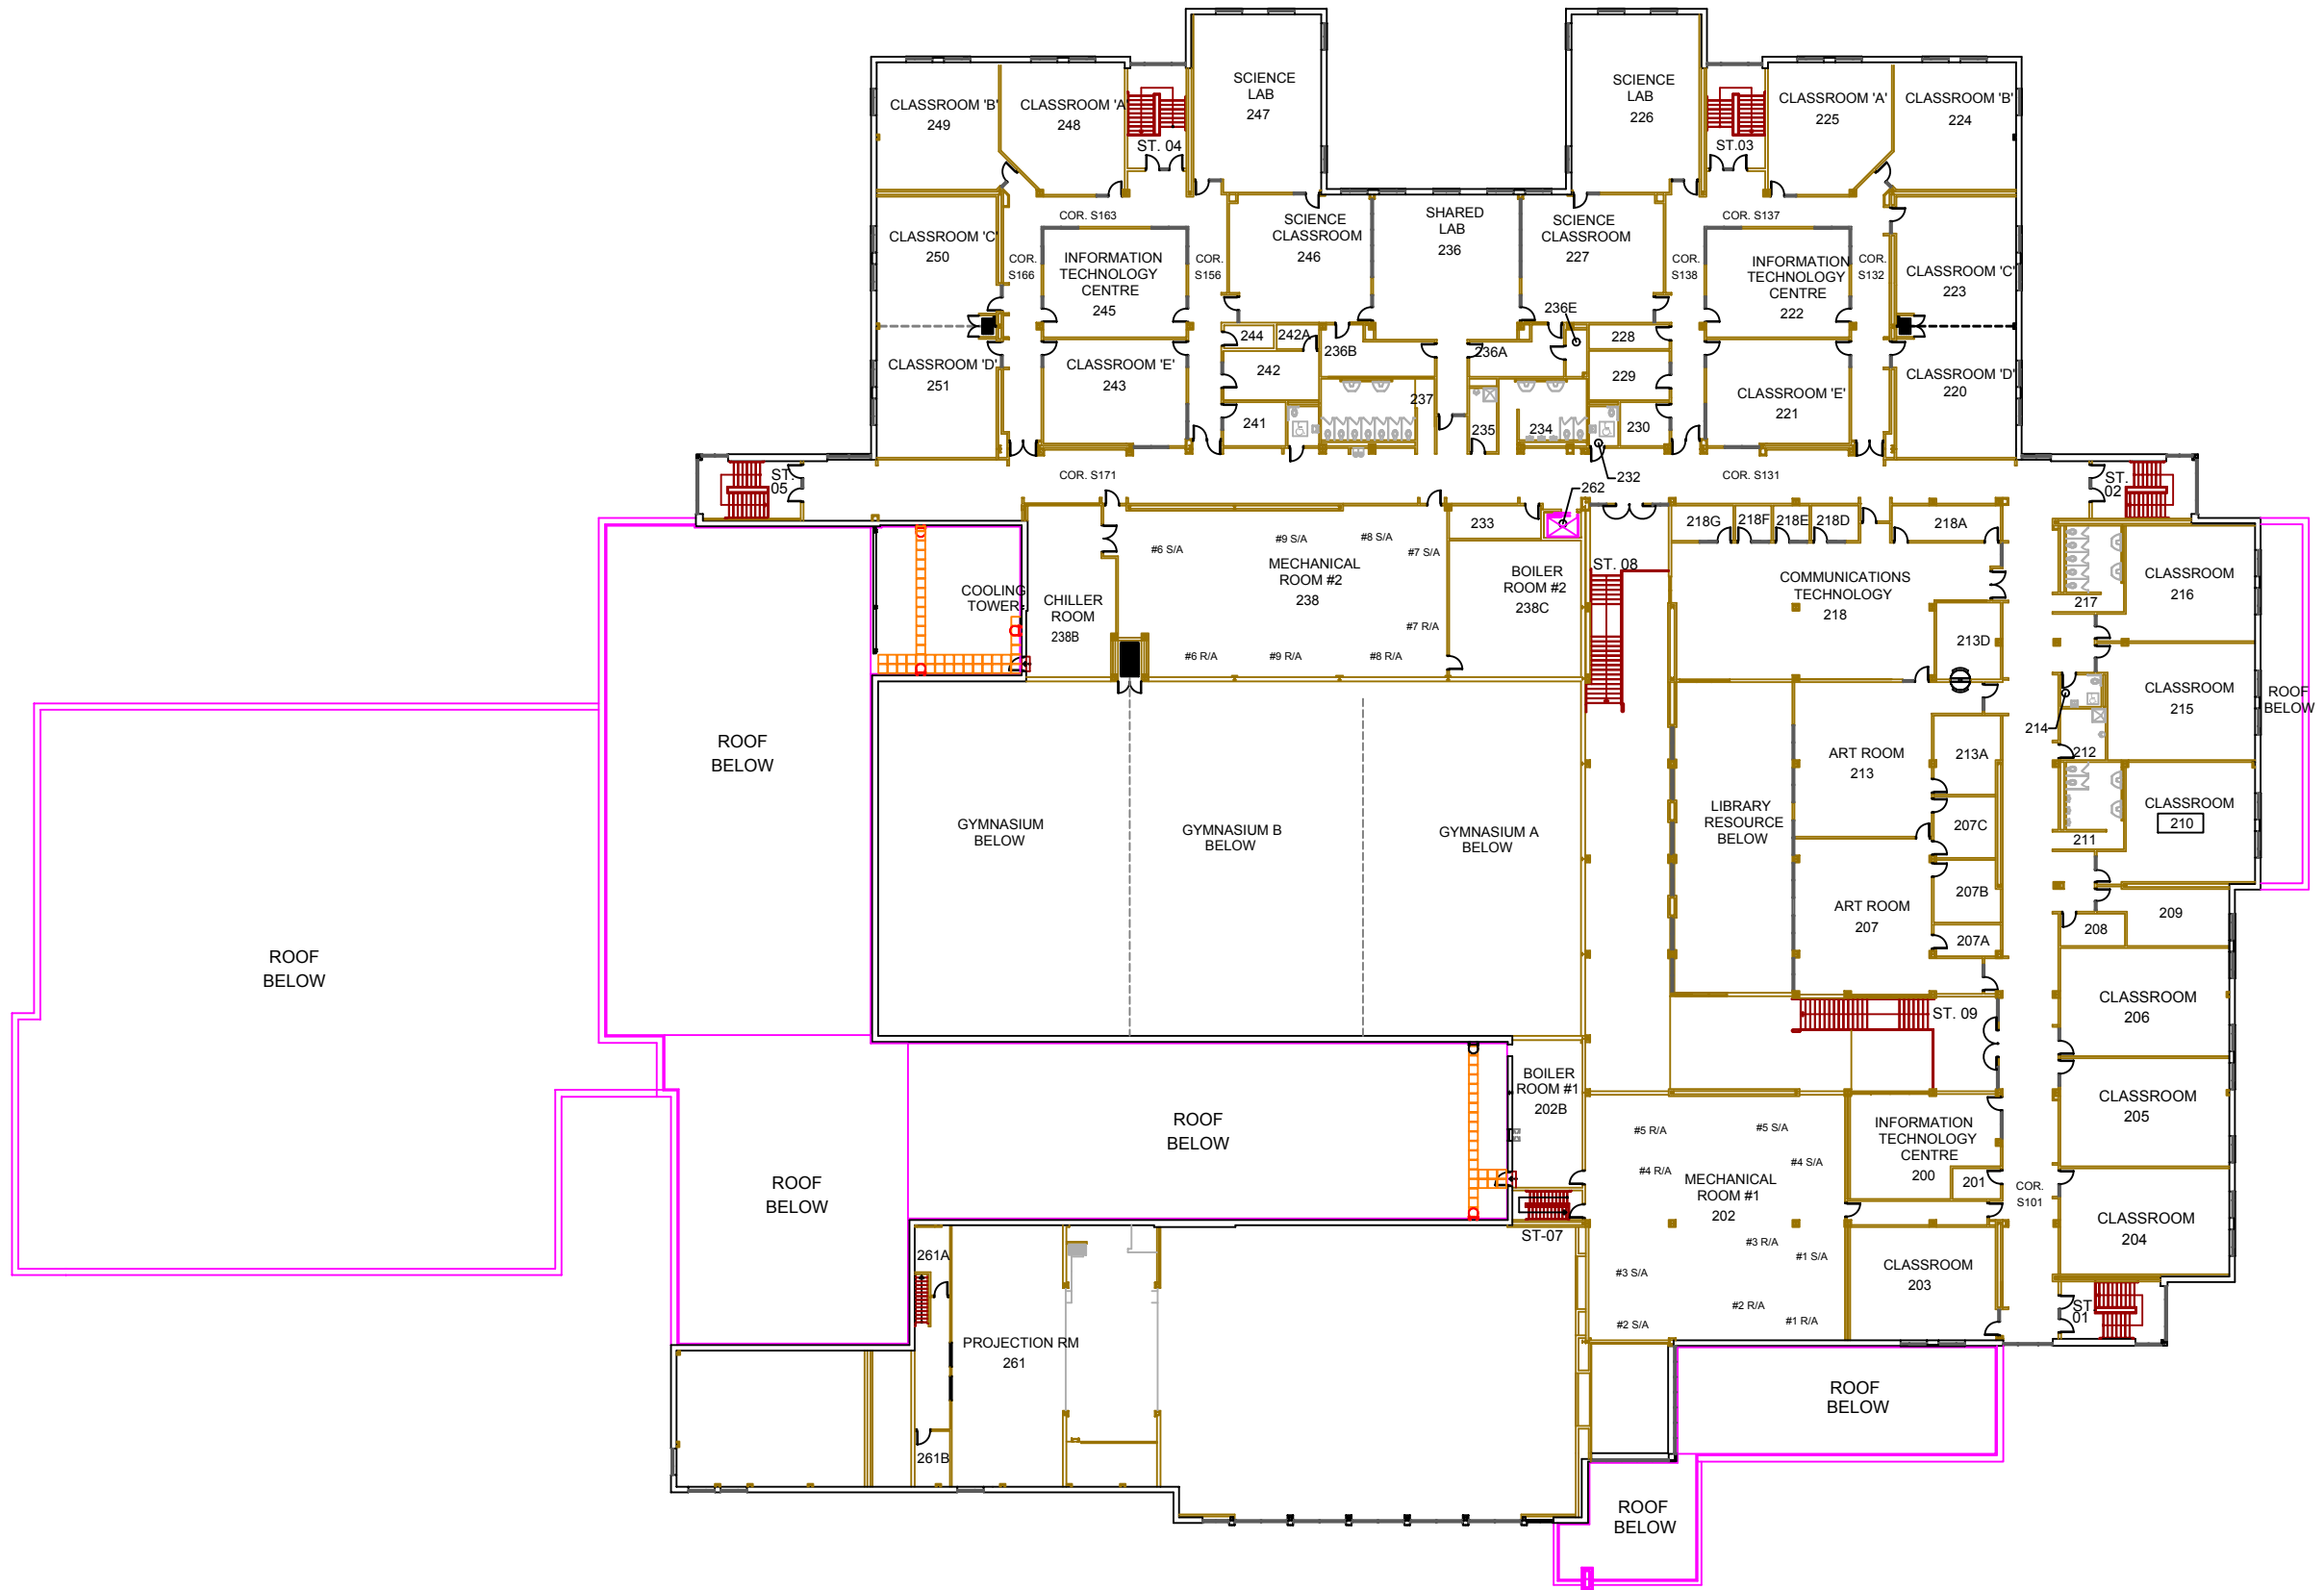 SCIENCE
LAB
247
SCIENCE
LAB
226
CLASSROOM 'B'
249
CLASSROOM 'A'
248
ST. 04
ST.03
CLASSROOM 'A'
225
CLASSROOM 'B'
224
COR. S163
COR. S137
CLASSROOM 'C'
250
COR.
S166
INFORMATION
TECHNOLOGY
CENTRE
245
COR.
S156
SCIENCE
CLASSROOM
246
SHARED
LAB
236
SCIENCE
CLASSROOM
227
COR.
S138
INFORMATION
TECHNOLOGY
CENTRE
222
COR.
S132
CLASSROOM 'C'
223
236E
244
242A
236B
236A
228
CLASSROOM 'D'
251
CLASSROOM 'E'
243
242
229
CLASSROOM 'E'
221
CLASSROOM 'D'
220
241
237
235
234
230
232
262
COR. S171
COR. S131
ST.
05
ST.
02
233
218G
218F
218E
218D
218A
#6 S/A
#9 S/A
#8 S/A
#7 S/A
MECHANICAL
ROOM #2
238
BOILER
ROOM #2
238C
ST. 08
COMMUNICATIONS
TECHNOLOGY
218
CLASSROOM
216
217
COOLING
TOWER
CHILLER
ROOM
238B
#7 R/A
#6 R/A
#9 R/A
#8 R/A
213D
CLASSROOM
215
ROOF
BELOW
214
212
ROOF
BELOW
ART ROOM
213
213A
GYMNASIUM
BELOW
GYMNASIUM B
BELOW
GYMNASIUM A
BELOW
LIBRARY
RESOURCE
BELOW
207C
CLASSROOM
210
211
ART ROOM
207
207B
207A
209
208
ROOF
BELOW
CLASSROOM
206
ST. 09
BOILER
ROOM #1
202B
CLASSROOM
205
ROOF
BELOW
#5 R/A
#5 S/A
#4 R/A
#4 S/A
INFORMATION
TECHNOLOGY
CENTRE
200
201
MECHANICAL
ROOM #1
202
COR.
S101
ROOF
BELOW
CLASSROOM
204
ST-07
#3 R/A
#1 S/A
#3 S/A
#2 R/A
#2 S/A
#1 R/A
CLASSROOM
203
ST
01
261A
PROJECTION RM
261
261B
ROOF
BELOW
ROOF
BELOW